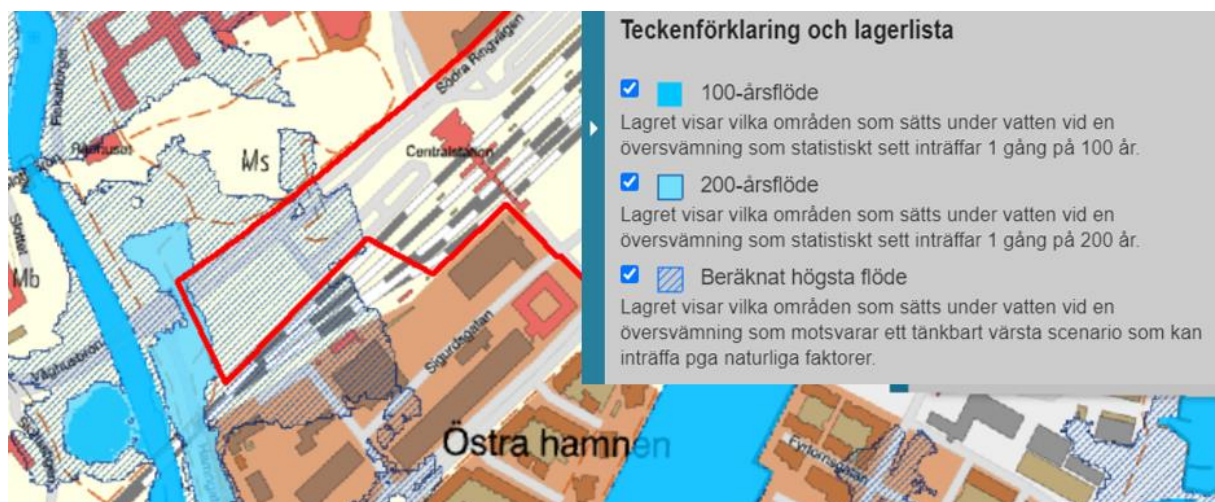 Teckenförklaring och lagerlista
100-årsflöde
Lagret visar vilka områden som sätts under vatten vid en
översvämning som statistiskt sett inträffar 1 gång på 100 år.
200-årsflöde
Lagret visar vilka områden som sätts under vatten vid en
översvämning som statistiskt sett inträffar 1 gång på 200 år.
Beräknat högsta flöde
Lagret visar vilka områden som sätts under vatten vid en
översvämning som motsvarar ett tänkbart värsta scenario som kan
inträffa pga naturliga faktorer.
Södra Ringvägen
Centralstation
Ms
Slottet
Mb
Sigurdsgatan
Östra hamnen